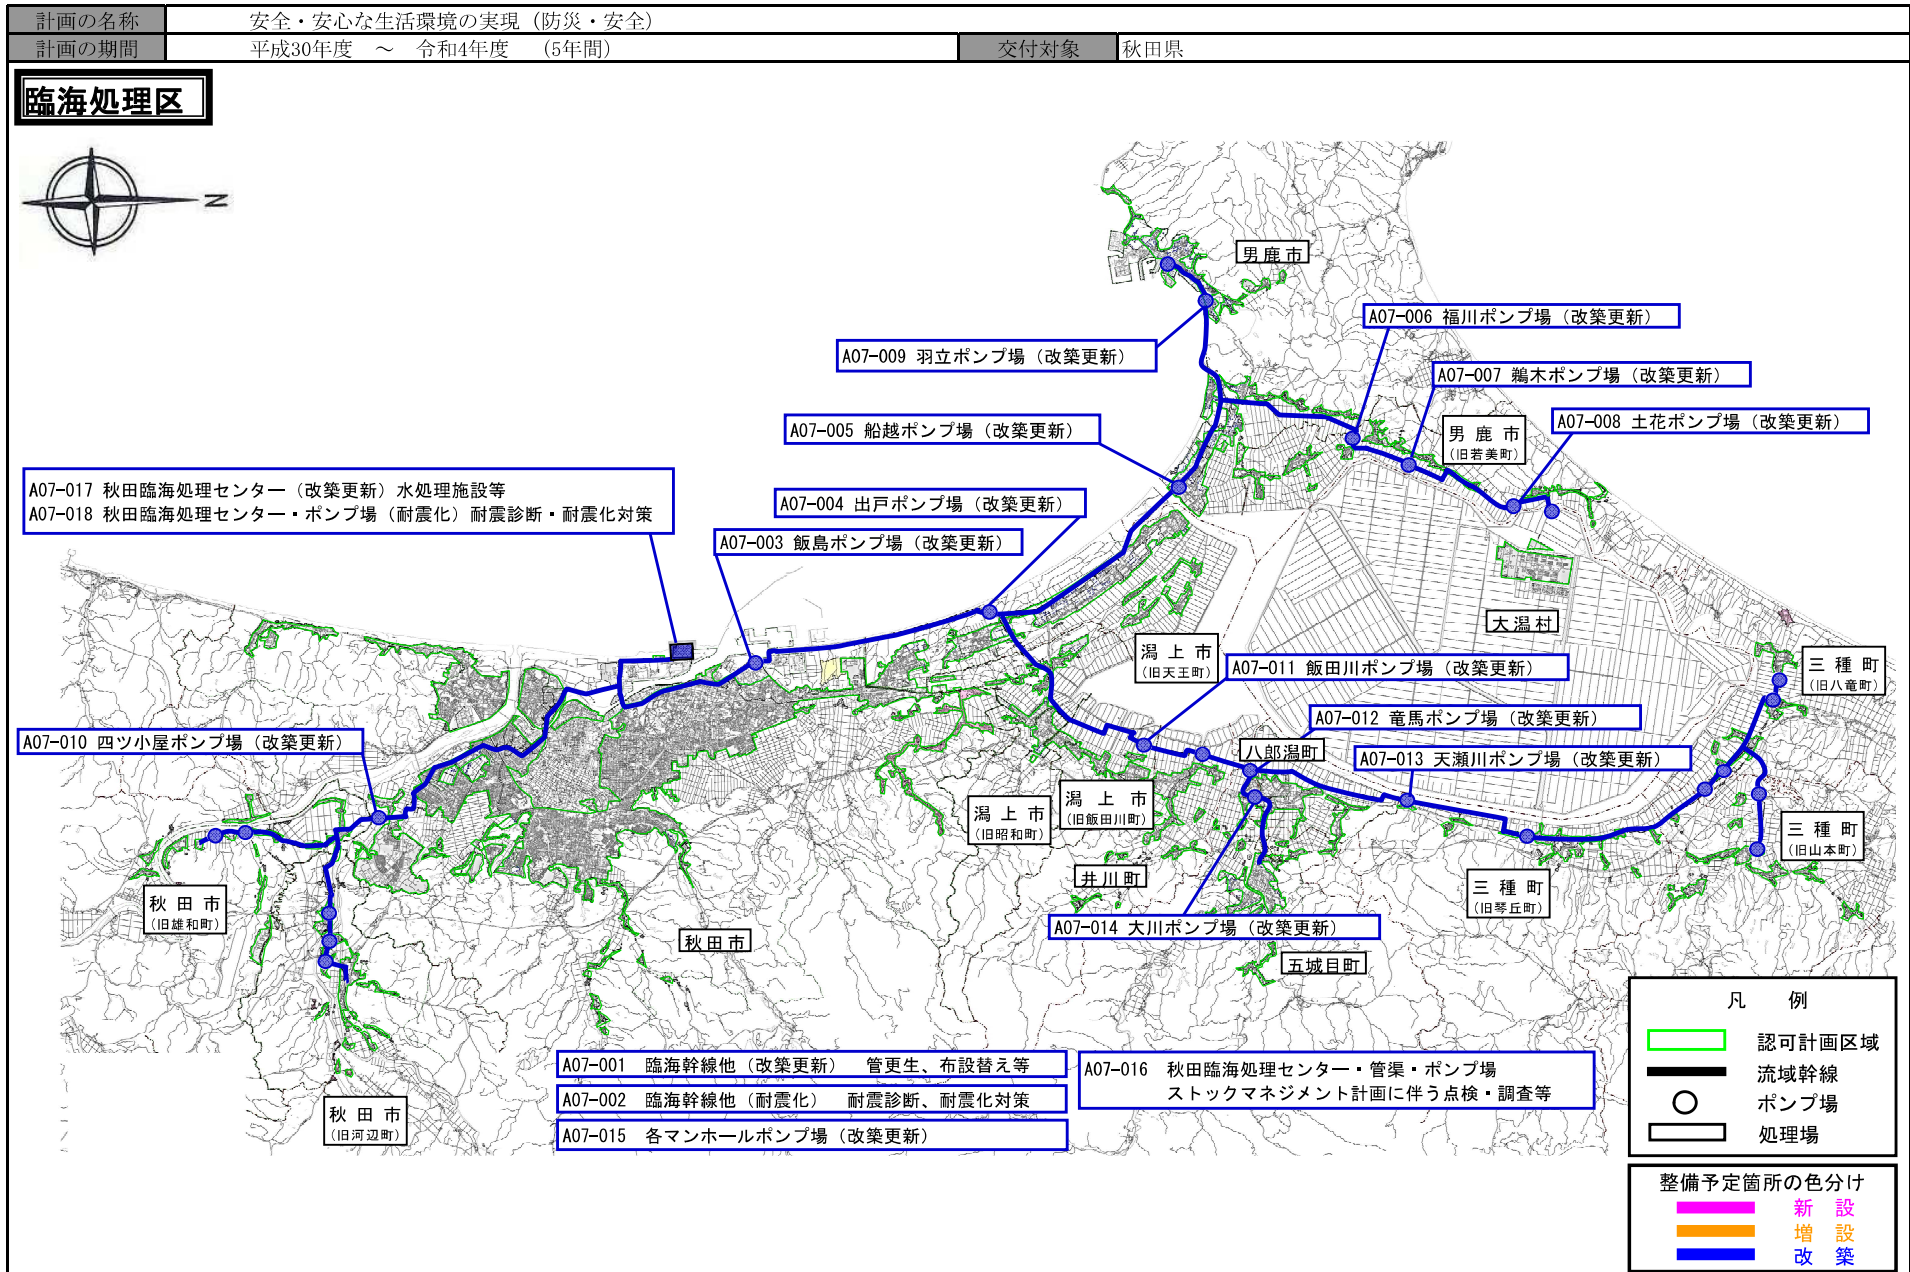 計画の名称　安全・安心な生活環境の実現（防災・安全）
計画の期間　平成30年度　～　令和4年度　（5年間）　交付対象　秋田県
臨海処理区
N
男鹿市
A07-006 福川ポンプ場（改築更新）
A07-009 羽立ポンプ場（改築更新）
A07-007 鵜木ポンプ場（改築更新）
A07-008 土花ポンプ場（改築更新）
A07-005 船越ポンプ場（改築更新）
男鹿市
（旧若美町）
A07-017 秋田臨海処理センター（改築更新）水処理施設等
A07-018 秋田臨海処理センター・ポンプ場（耐震化）耐震診断・耐震化対策
A07-004 出戸ポンプ場（改築更新）
A07-003 飯島ポンプ場（改築更新）
大潟村
潟上市
（旧天王町）
A07-011 飯田川ポンプ場（改築更新）
三種町
（旧八竜町）
A07-012 竜馬ポンプ場（改築更新）
A07-010 四ツ小屋ポンプ場（改築更新）
八郎潟町
A07-013 天瀬川ポンプ場（改築更新）
潟上市
（旧昭和町）
潟上市
（旧飯田川町）
三種町
（旧山本町）
井川町
三種町
（旧琴丘町）
秋田市
（旧雄和町）
A07-014 大川ポンプ場（改築更新）
秋田市
五城目町
秋田市
（旧河辺町）
A07-001　臨海幹線他（改築更新）　管更生、布設替え等
A07-002　臨海幹線他（耐震化）　耐震診断、耐震化対策
A07-015　各マンホールポンプ場（改築更新）
A07-016　秋田臨海処理センター・管渠・ポンプ場
ストックマネジメント計画に伴う点検・調査等
凡　例
認可計画区域
流域幹線
ポンプ場
処理場
整備予定箇所の色分け
新　設
増　設
改　築